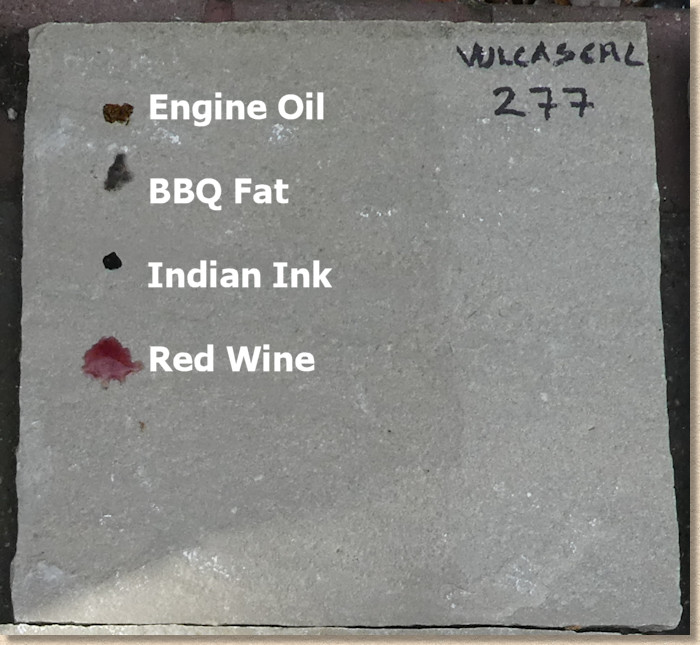 VULCASEAL
277
Engine Oil
BBQ Fat
Indian Ink
Red Wine